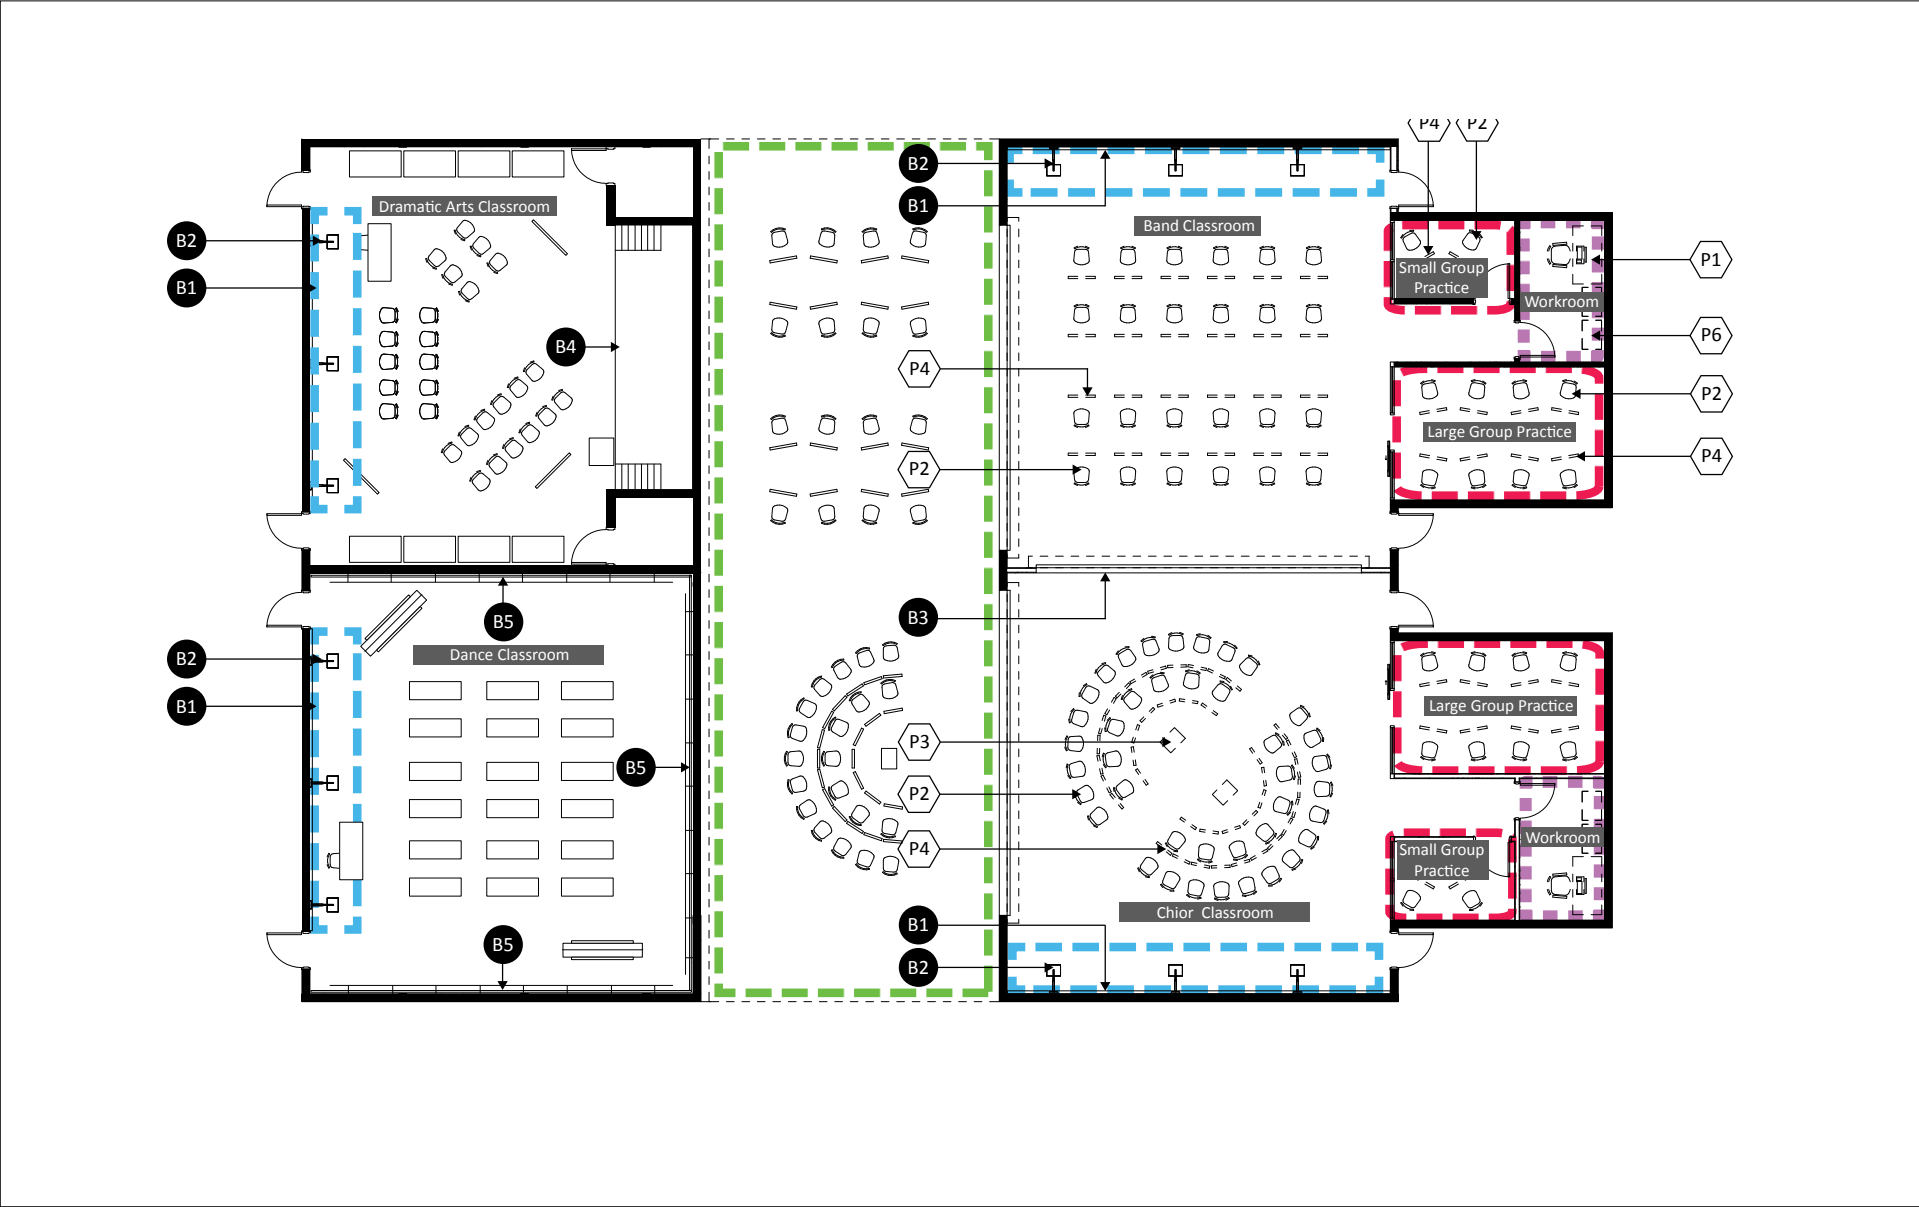 P4
P2
B2
B1
Dramatic Arts Classroom
Band Classroom
B2
B1
Small Group
Practice
P1
Workroom
P6
B4
P4
P2
Large Group Practice
P4
P2
B3
B5
B2
Dance Classroom
B1
Large Group Practice
P3
B5
P2
P4
Small Group
Practice
Workroom
Chior Classroom
B1
B5
B2